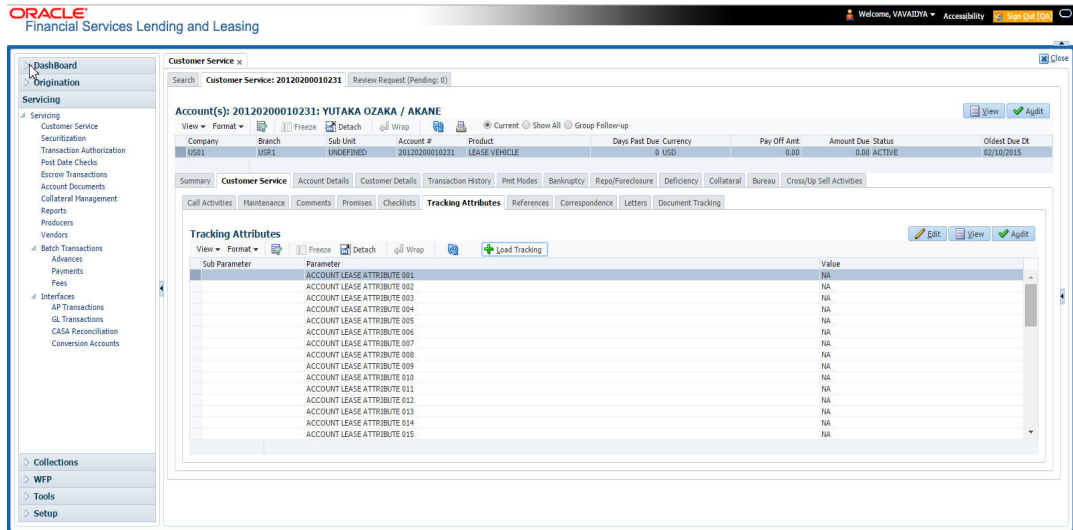 ORACLE
Financial Services Lending and Leasing
Welcome, VAVAIDYA Accessibility Sign Out (QA)
Close
DashBoard
Origination
Servicing
Servicing
Customer Service
Securitization
Transaction Authorization
Post Date Checks
Escrow Transactions
Account Documents
Collateral Management
Reports
Producers
Vendors
Batch Transactions
Advances
Payments
Fees
Interfaces
AP Transactions
GL Transactions
CASA Reconciliation
Conversion Accounts
Collections
WFP
Tools
Setup
Customer Service x
Search Customer Service: 20120200010231 Review Request (Pending: 0)
Account(s): 20120200010231: YUTAKA OZAKA / AKANE
View Audit
View Format Freeze Detach Wrap Current Show All Group Follow-up
Company Branch Sub Unit Account # Product Days Past Due Currency Pay Off Amt Amount Due Status Oldest Due Dt
US01 USR1 UNDEFINED 20120200010231 LEASE VEHICLE 0 USD 0.00 0.00 ACTIVE 02/10/2015
Summary Customer Service Account Details Customer Details Transaction History Pmt Modes Bankruptcy Repo/Foreclosure Deficiency Collateral Bureau Cross/Up Sell Activities
Call Activities Maintenance Comments Promises Checklists Tracking Attributes References Correspondence Letters Document Tracking
Tracking Attributes
Edit View Audit
View Format Freeze Detach Wrap Load Tracking
Sub Parameter Parameter Value
ACCOUNT LEASE ATTRIBUTE 001 NA
ACCOUNT LEASE ATTRIBUTE 002 NA
ACCOUNT LEASE ATTRIBUTE 003 NA
ACCOUNT LEASE ATTRIBUTE 004 NA
ACCOUNT LEASE ATTRIBUTE 005 NA
ACCOUNT LEASE ATTRIBUTE 006 NA
ACCOUNT LEASE ATTRIBUTE 007 NA
ACCOUNT LEASE ATTRIBUTE 008 NA
ACCOUNT LEASE ATTRIBUTE 009 NA
ACCOUNT LEASE ATTRIBUTE 010 NA
ACCOUNT LEASE ATTRIBUTE 011 NA
ACCOUNT LEASE ATTRIBUTE 012 NA
ACCOUNT LEASE ATTRIBUTE 013 NA
ACCOUNT LEASE ATTRIBUTE 014 NA
ACCOUNT LEASE ATTRIBUTE 015 NA